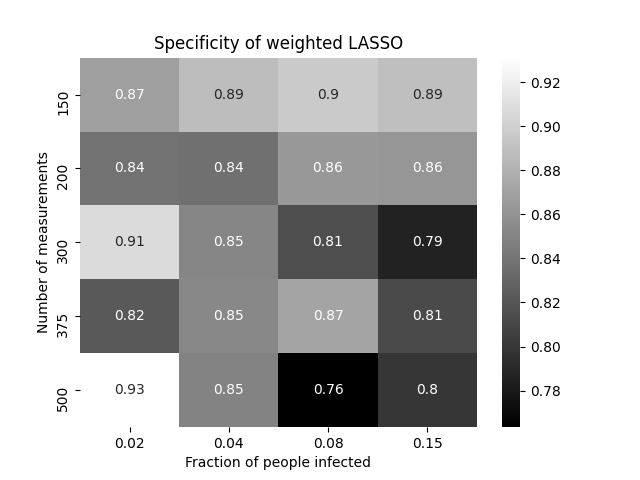 Specificity of weighted LASSO
Number of measurements
150 0.87 0.89 0.9 0.89
200 0.84 0.84 0.86 0.86
300 0.91 0.85 0.81 0.79
375 0.82 0.85 0.87 0.81
500 0.93 0.85 0.76 0.8
0.02 0.04 0.08 0.15
Fraction of people infected
0.92
0.90
0.88
0.86
0.84
0.82
0.80
0.78